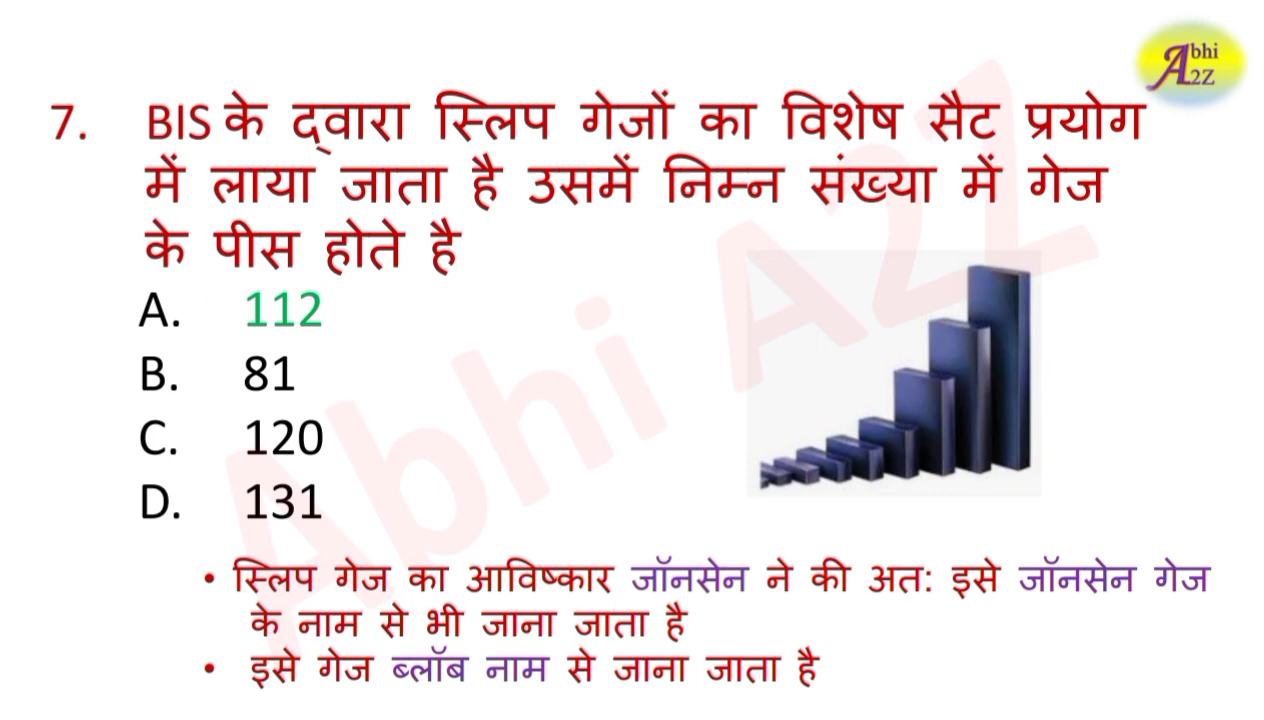 Abhi
A2Z
7. BIS के द्वारा स्लिप गेजों का विशेष सैट प्रयोग
में लाया जाता है उसमें निम्न संख्या में गेज
के पीस होते है
A. 112
B. 81
C. 120
D. 131
• स्लिप गेज का आविष्कार जॉनसेन ने की अत: इसे जॉनसेन गेज
के नाम से भी जाना जाता है
• इसे गेज ब्लॉब नाम से जाना जाता है
Abhi A2Z